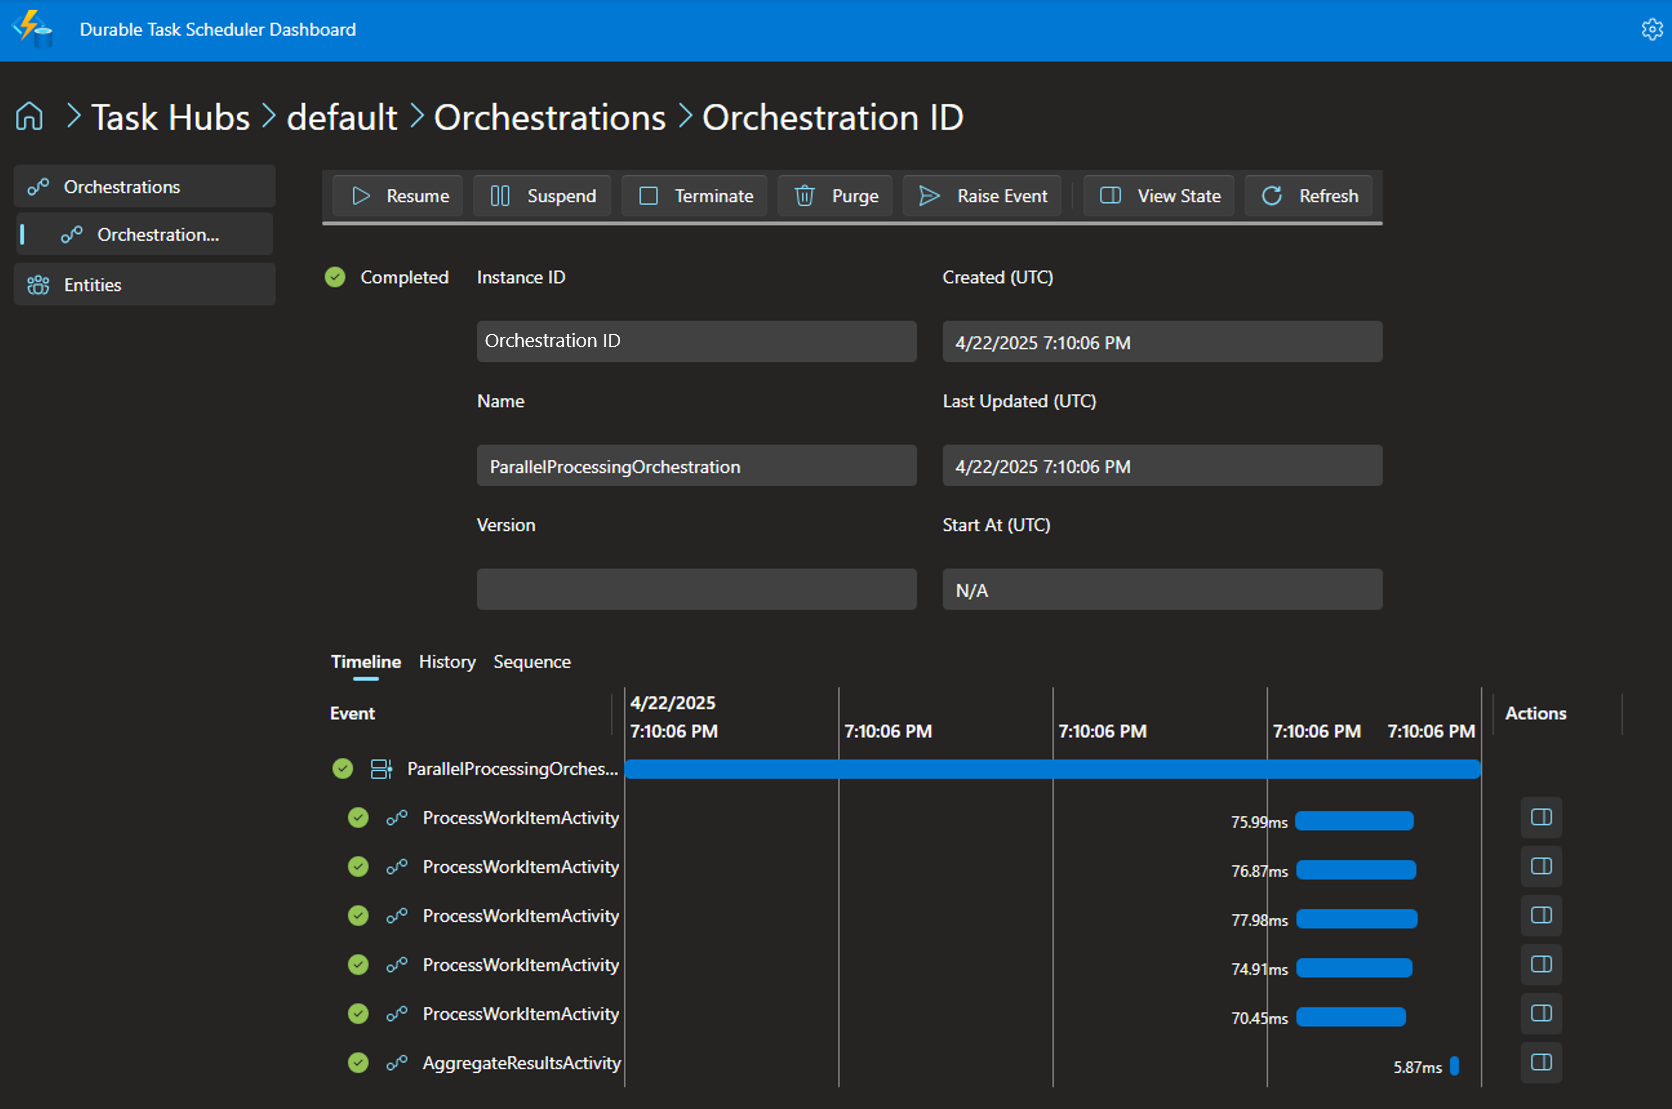 Durable Task Scheduler Dashboard
Task Hubs default Orchestrations Orchestration ID
Orchestrations
Orchestration...
Entities
Resume Suspend Terminate Purge Raise Event View State Refresh
Completed Instance ID Created (UTC)
Orchestration ID 4/22/2025 7:10:06 PM
Name Last Updated (UTC)
ParallelProcessingOrchestration 4/22/2025 7:10:06 PM
Version Start At (UTC)
N/A
Timeline History Sequence
Event 4/22/2025 Actions
7:10:06 PM 7:10:06 PM 7:10:06 PM 7:10:06 PM 7:10:06 PM
ParallelProcessingOrches...
ProcessWorkItemActivity 75.99ms
ProcessWorkItemActivity 76.87ms
ProcessWorkItemActivity 77.98ms
ProcessWorkItemActivity 74.91ms
ProcessWorkItemActivity 70.45ms
AggregateResultsActivity 5.87ms